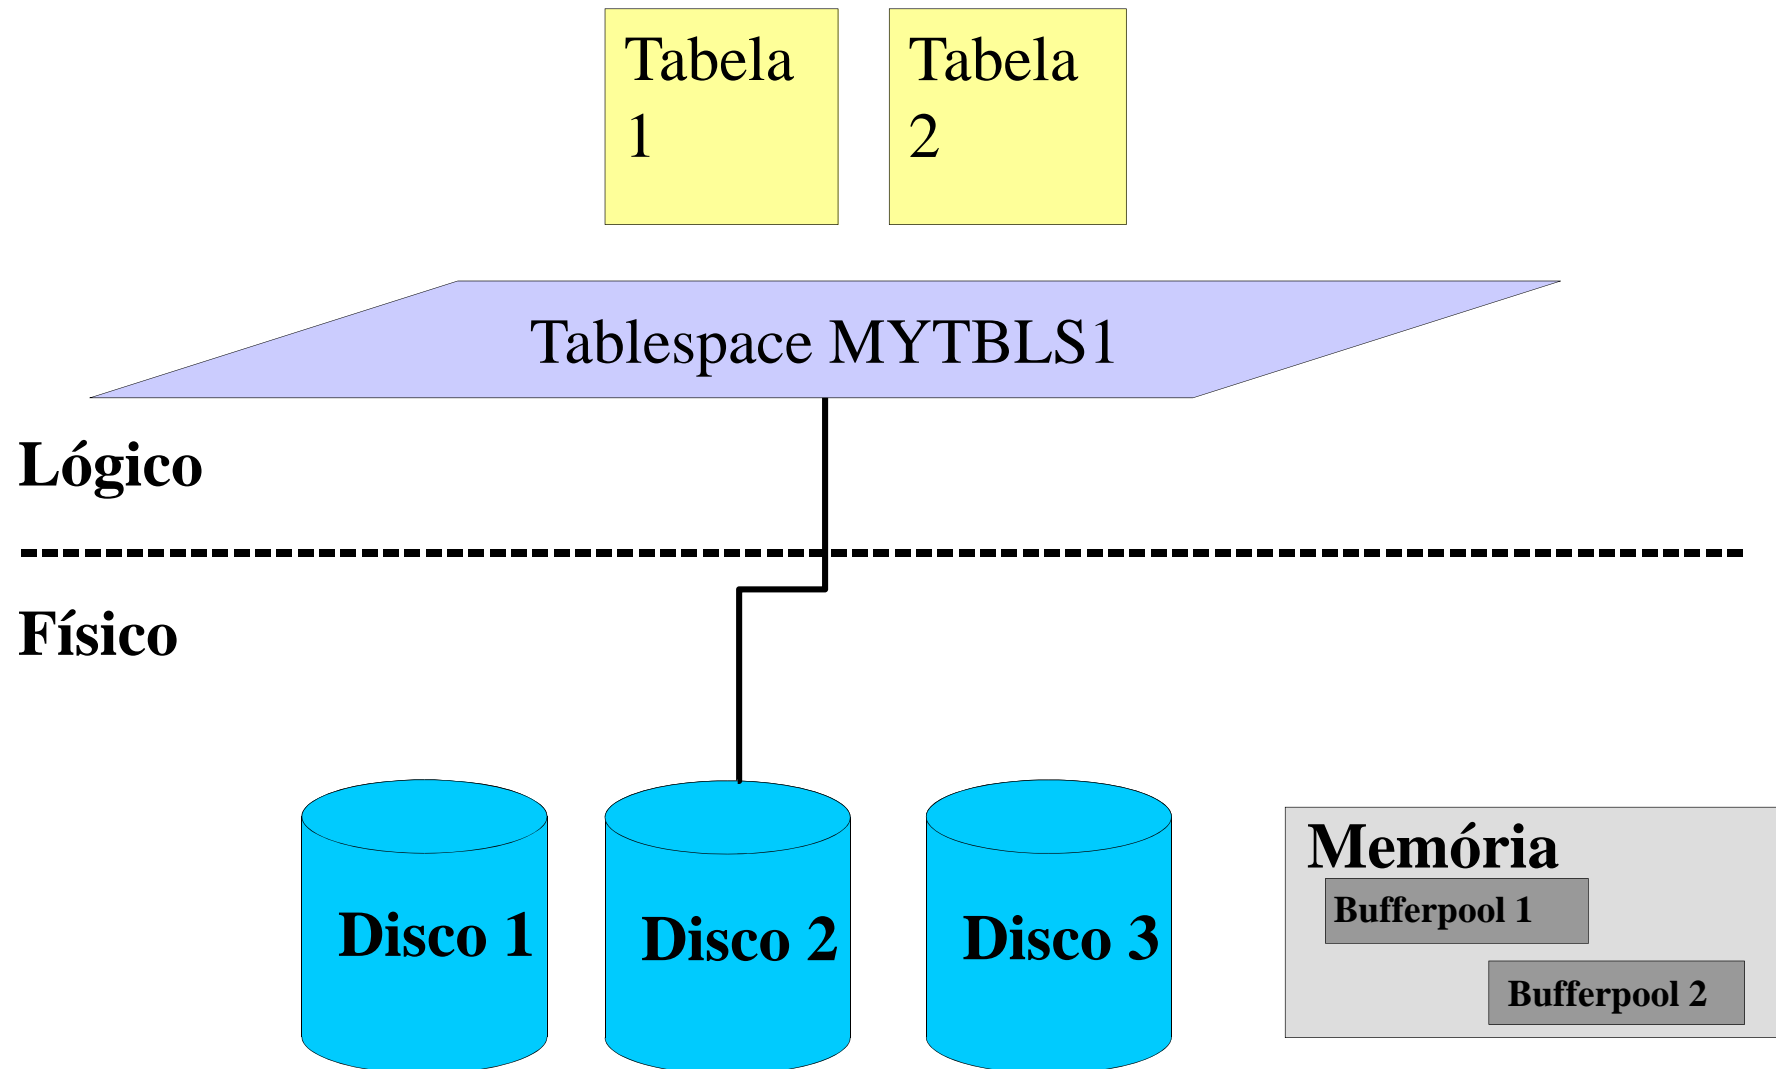 Tabela
1
Tabela
2
Tablespace MYTBLS1
Lógico
Físico
Disco 1
Disco 2
Disco 3
Memória
Bufferpool 1
Bufferpool 2